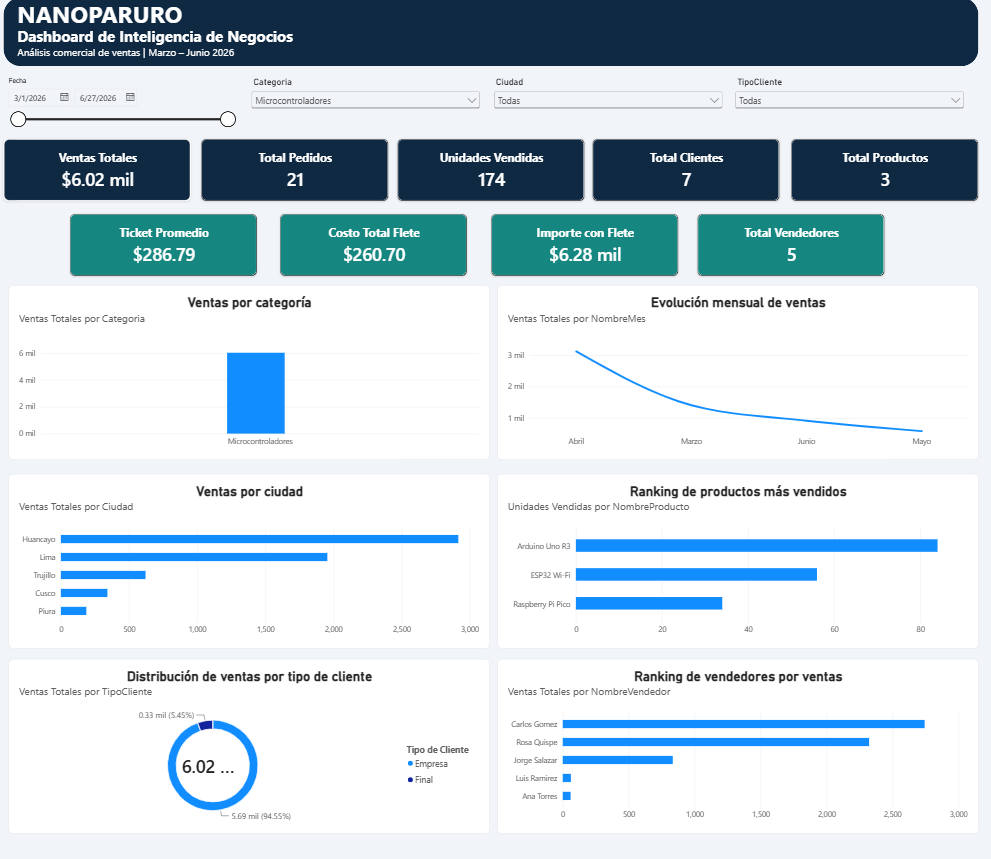 NANOPARURO
Dashboard de Inteligencia de Negocios
Análisis comercial de ventas | Marzo – Junio 2026
Fecha
3/1/2026 6/27/2026
Categoria
Microcontroladores
Ciudad
Todas
TipoCliente
Todas
Ventas Totales
$6.02 mil
Total Pedidos
21
Unidades Vendidas
174
Total Clientes
7
Total Productos
3
Ticket Promedio
$286.79
Costo Total Flete
$260.70
Importe con Flete
$6.28 mil
Total Vendedores
5
Ventas por categoría
Ventas Totales por Categoria
6 mil
4 mil
2 mil
0 mil
Microcontroladores
Evolución mensual de ventas
Ventas Totales por NombreMes
3 mil
2 mil
1 mil
Abril Marzo Junio Mayo
Ventas por ciudad
Ventas Totales por Ciudad
Huancayo
Lima
Trujillo
Cusco
Piura
0 500 1,000 1,500 2,000 2,500 3,000
Ranking de productos más vendidos
Unidades Vendidas por NombreProducto
Arduino Uno R3
ESP32 Wi-Fi
Raspberry Pi Pico
0 20 40 60 80
Distribución de ventas por tipo de cliente
Ventas Totales por TipoCliente
0.33 mil (5.45%)
6.02 ...
5.69 mil (94.55%)
Tipo de Cliente
Empresa
Final
Ranking de vendedores por ventas
Ventas Totales por NombreVendedor
Carlos Gomez
Rosa Quispe
Jorge Salazar
Luis Ramirez
Ana Torres
0 500 1,000 1,500 2,000 2,500 3,000